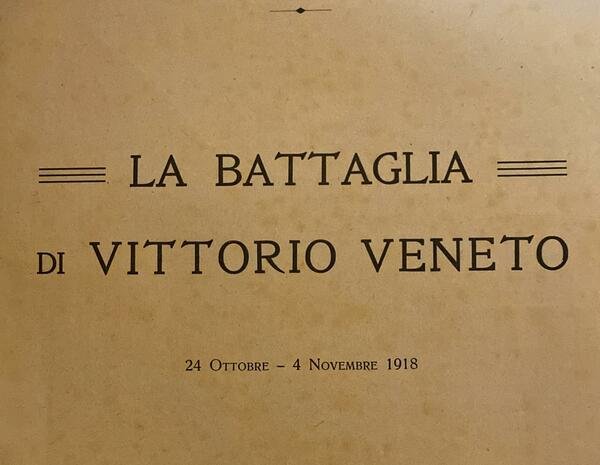 LA BATTAGLIA
DI VITTORIO VENETO
24 OTTOBRE – 4 NOVEMBRE 1918